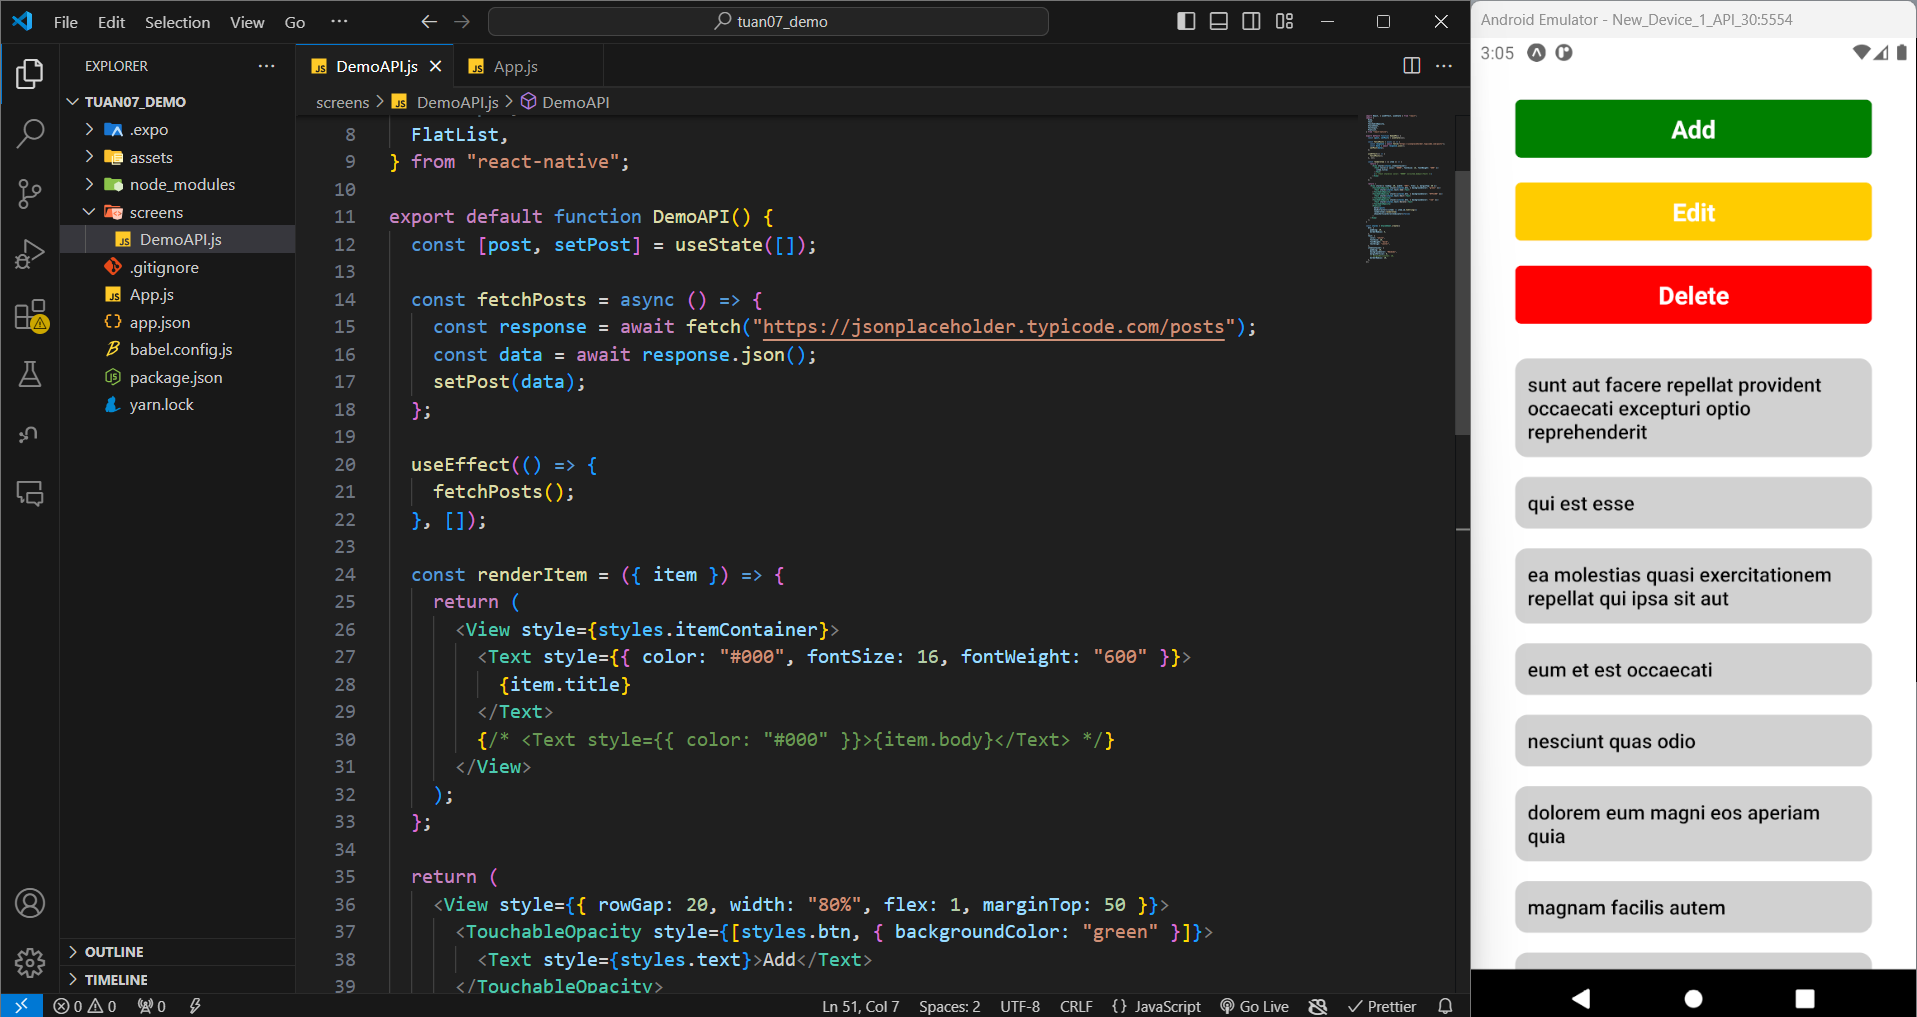 File Edit Selection View Go ···
tuan07_demo
EXPLORER
TUAN07_DEMO
.expo
assets
node_modules
screens
DemoAPI.js
.gitignore
App.js
app.json
babel.config.js
package.json
yarn.lock
OUTLINE
TIMELINE
DemoAPI.js
App.js
screens > DemoAPI.js > DemoAPI
8 FlatList,
9 } from "react-native";
10
11 export default function DemoAPI() {
12 const [post, setPost] = useState([]);
13
14 const fetchPosts = async () => {
15 const response = await fetch("https://jsonplaceholder.typicode.com/posts");
16 const data = await response.json();
17 setPost(data);
18 };
19
20 useEffect(() => {
21 fetchPosts();
22 }, []);
23
24 const renderItem = ({ item }) => {
25 return (
26 <View style={styles.itemContainer}>
27 <Text style={{ color: "#000", fontSize: 16, fontWeight: "600" }}>
28 {item.title}
29 </Text>
30 {/* <Text style={{ color: "#000" }}>{item.body}</Text> */}
31 </View>
32 );
33 };
34
35 return (
36 <View style={{ rowGap: 20, width: "80%", flex: 1, marginTop: 50 }}>
37 <TouchableOpacity style={[styles.btn, { backgroundColor: "green" }]}>
38 <Text style={styles.text}>Add</Text>
39 </TouchableOpacity>
0 0 0
Ln 51, Col 7 Spaces: 2 UTF-8 CRLF {} JavaScript Go Live Prettier
Android Emulator - New_Device_1_API_30:5554
3:05
Add
Edit
Delete
sunt aut facere repellat provident
occaecati excepturi optio
reprehenderit
qui est esse
ea molestias quasi exercitationem
repellat qui ipsa sit aut
eum et est occaecati
nesciunt quas odio
dolorem eum magni eos aperiam
quia
magnam facilis autem